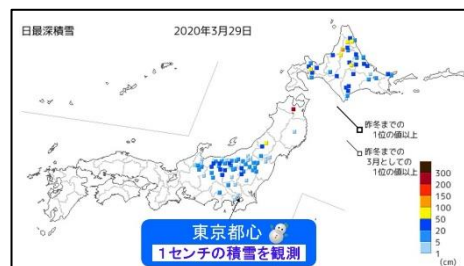 日最深積雪 2020年3月29日
昨冬までの
1位の値以上
昨冬までの
3月としての
1位の値以上
300
200
150
100
50
20
5
1
(cm)
東京都心
1センチの積雪を観測